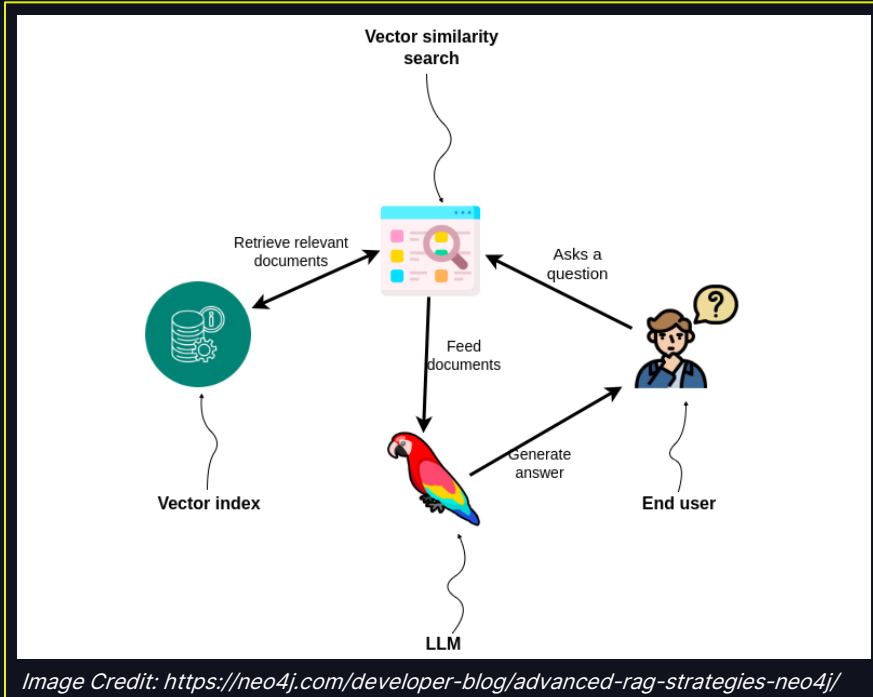 Vector similarity
search
Retrieve relevant
documents
Asks a
question
?
Feed
documents
Generate
answer
Vector index
End user
LLM
Image Credit: https://neo4j.com/developer-blog/advanced-rag-strategies-neo4j/